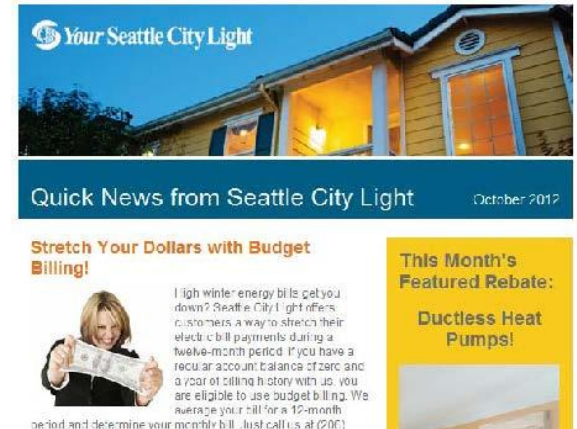 Your Seattle City Light
Quick News from Seattle City Light
October 2012
Stretch Your Dollars with Budget
Billing!
High winter energy bills get you
down? Seattle City Light offers
customers a way to stretch their
electric bill payments during a
twelve-month period. If you have a
regular account balance of zero and
a year of billing history with us, you
are eligible to use budget billing. We
average your bill for a 12-month
period and determine your monthly bill. Just call us at (206)
This Month's
Featured Rebate:
Ductless Heat
Pumps!